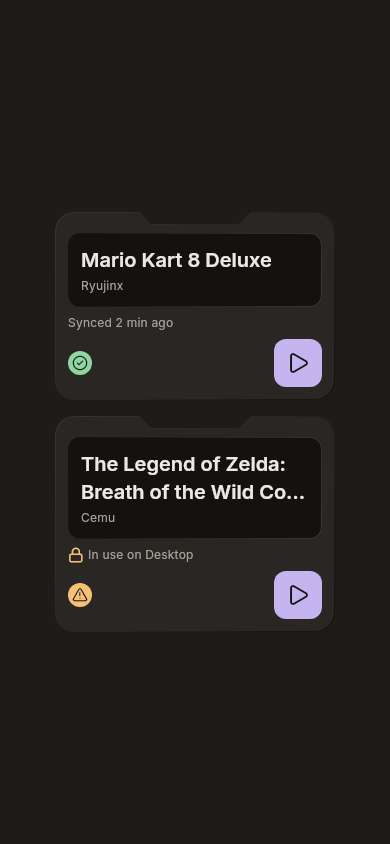 Mario Kart 8 Deluxe
Ryujinx
Synced 2 min ago
The Legend of Zelda:
Breath of the Wild Co...
Cemu
In use on Desktop